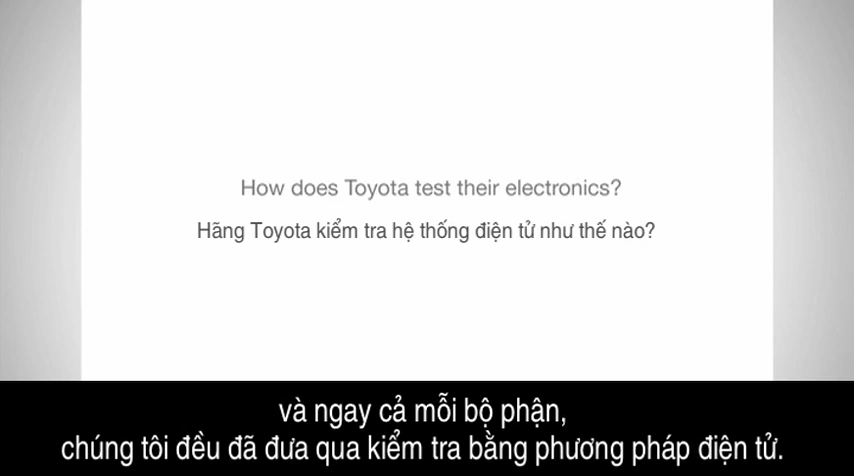 How does Toyota test their electronics?
Hãng Toyota kiểm tra hệ thống điện tử như thế nào?
và ngay cả mỗi bộ phận,
chúng tôi đều đã đưa qua kiểm tra bằng phương pháp điện tử.